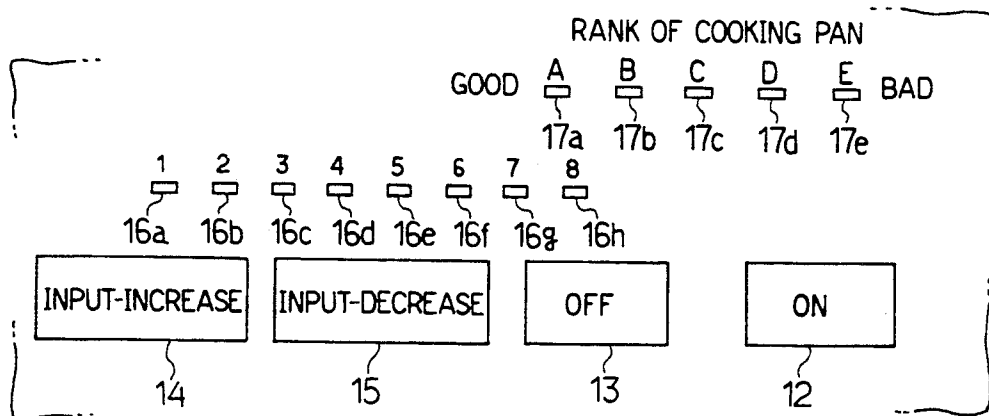 RANK OF COOKING PAN
GOOD A B C D E BAD
17a 17b 17c 17d 17e
1 2 3 4 5 6 7 8
16a 16b 16c 16d 16e 16f 16g 16h
INPUT-INCREASE INPUT-DECREASE OFF ON
14 15 13 12